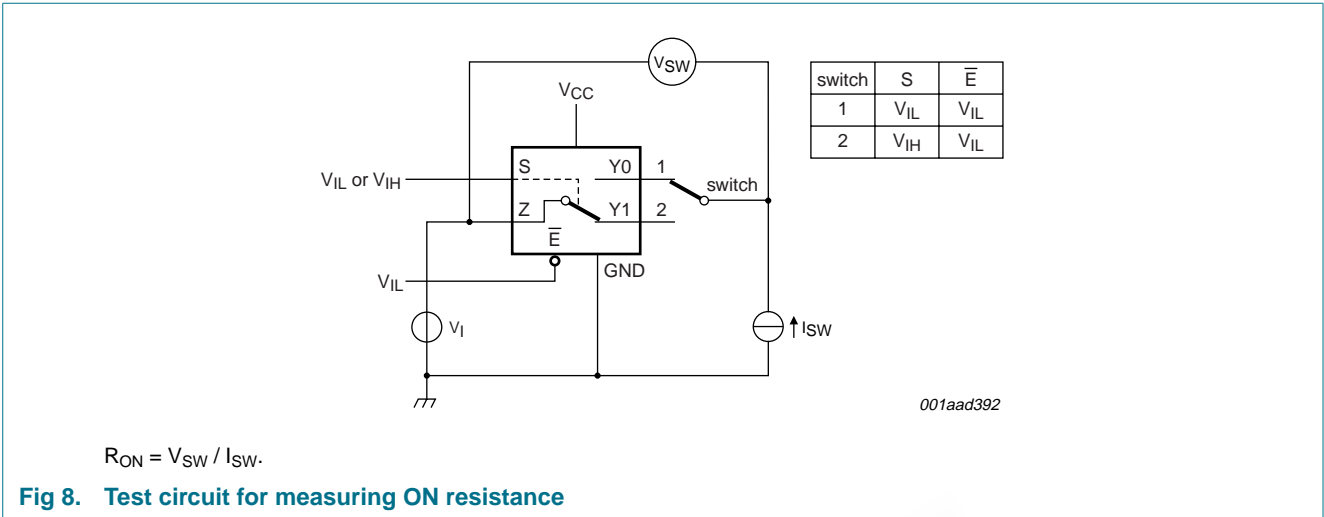 VSW
switch S E
1 VIL VIL
2 VIH VIL
VCC
VIL or VIH
S Y0 1
switch
Z Y1 2
E
GND
VIL
VI
ISW
001aad392
RON = VSW / ISW.
Fig 8. Test circuit for measuring ON resistance